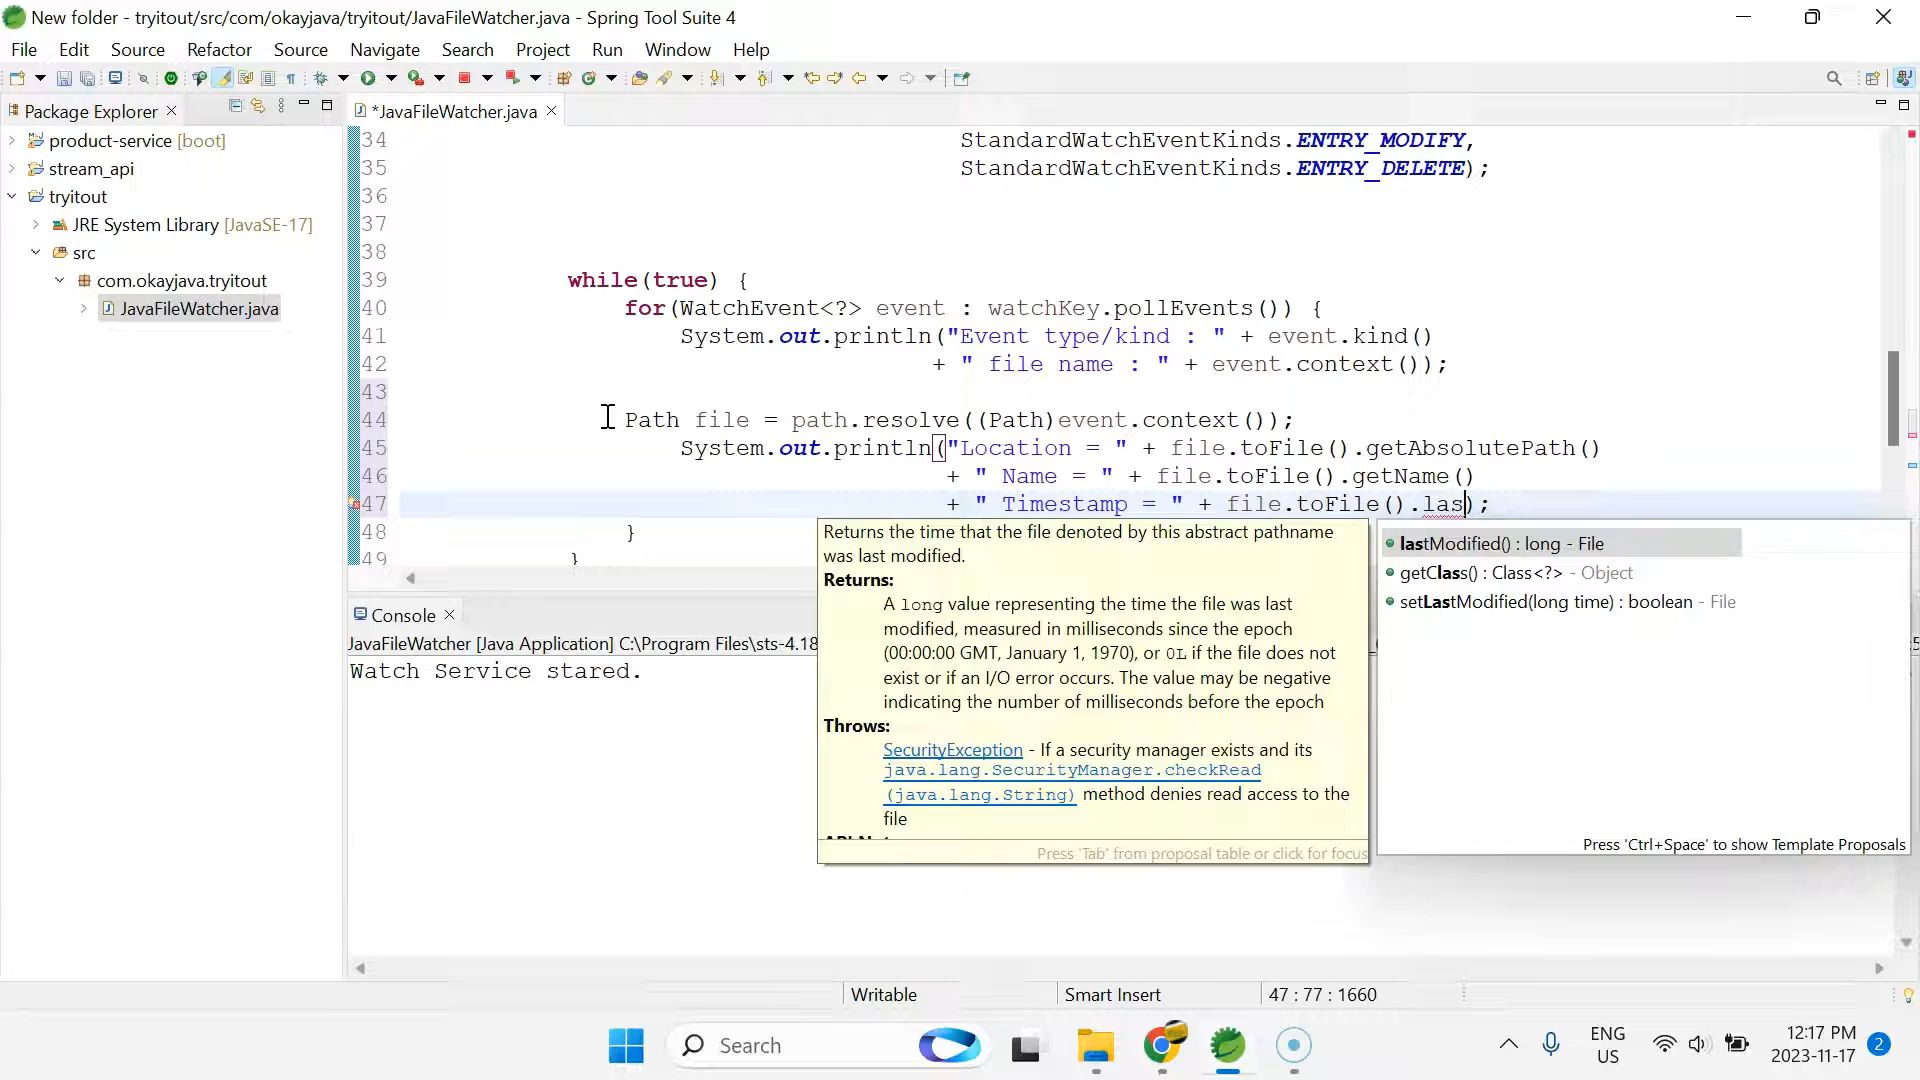 New folder - tryitout/src/com/okayjava/tryitout/JavaFileWatcher.java - Spring Tool Suite 4
File Edit Source Refactor Source Navigate Search Project Run Window Help
Package Explorer
*JavaFileWatcher.java
product-service [boot]
stream_api
tryitout
JRE System Library [JavaSE-17]
src
com.okayjava.tryitout
JavaFileWatcher.java
34 StandardWatchEventKinds.ENTRY_MODIFY,
35 StandardWatchEventKinds.ENTRY_DELETE);
36
37
38
39 while(true) {
40 for(WatchEvent<?> event : watchKey.pollEvents()) {
41 System.out.println("Event type/kind : " + event.kind()
42 + " file name : " + event.context());
43
44 Path file = path.resolve((Path)event.context());
45 System.out.println("Location = " + file.toFile().getAbsolutePath()
46 + " Name = " + file.toFile().getName()
47 + " Timestamp = " + file.toFile().las);
48 }
49 }
Returns the time that the file denoted by this abstract pathname
was last modified.
Returns:
A long value representing the time the file was last
modified, measured in milliseconds since the epoch
(00:00:00 GMT, January 1, 1970), or 0L if the file does not
exist or if an I/O error occurs. The value may be negative
indicating the number of milliseconds before the epoch
Throws:
SecurityException - If a security manager exists and its
java.lang.SecurityManager.checkRead
(java.lang.String) method denies read access to the
file
Press 'Tab' from proposal table or click for focus
lastModified() : long - File
getClass() : Class<?> - Object
setLastModified(long time) : boolean - File
Press 'Ctrl+Space' to show Template Proposals
Console
JavaFileWatcher [Java Application] C:\Program Files\sts-4.18
Watch Service stared.
Writable
Smart Insert
47 : 77 : 1660
Search
ENG
US
12:17 PM
2023-11-17
2